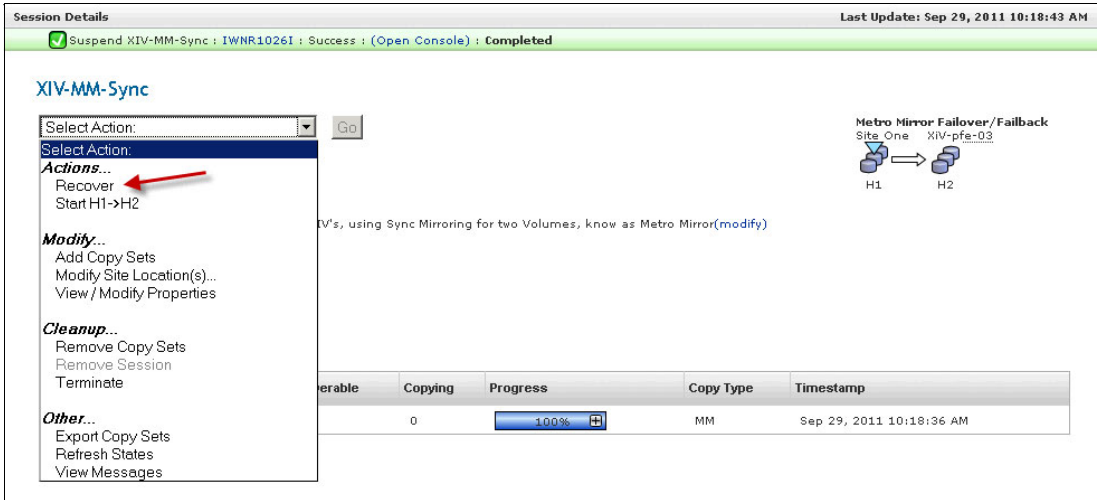 Session Details
Last Update: Sep 29, 2011 10:18:43 AM
Suspend XIV-MM-Sync : IWNR1026I : Success : (Open Console) : Completed
XIV-MM-Sync
Select Action:
Go
Select Action:
Actions...
Recover
Start H1->H2
Modify...
Add Copy Sets
Modify Site Location(s)...
View / Modify Properties
Cleanup...
Remove Copy Sets
Remove Session
Terminate
Other...
Export Copy Sets
Refresh States
View Messages
Metro Mirror Failover/Failback
Site One XiV-pfe-03
H1 H2
IV's, using Sync Mirroring for two Volumes, know as Metro Mirror(modify)
erable Copying Progress Copy Type Timestamp
0 100% MM Sep 29, 2011 10:18:36 AM